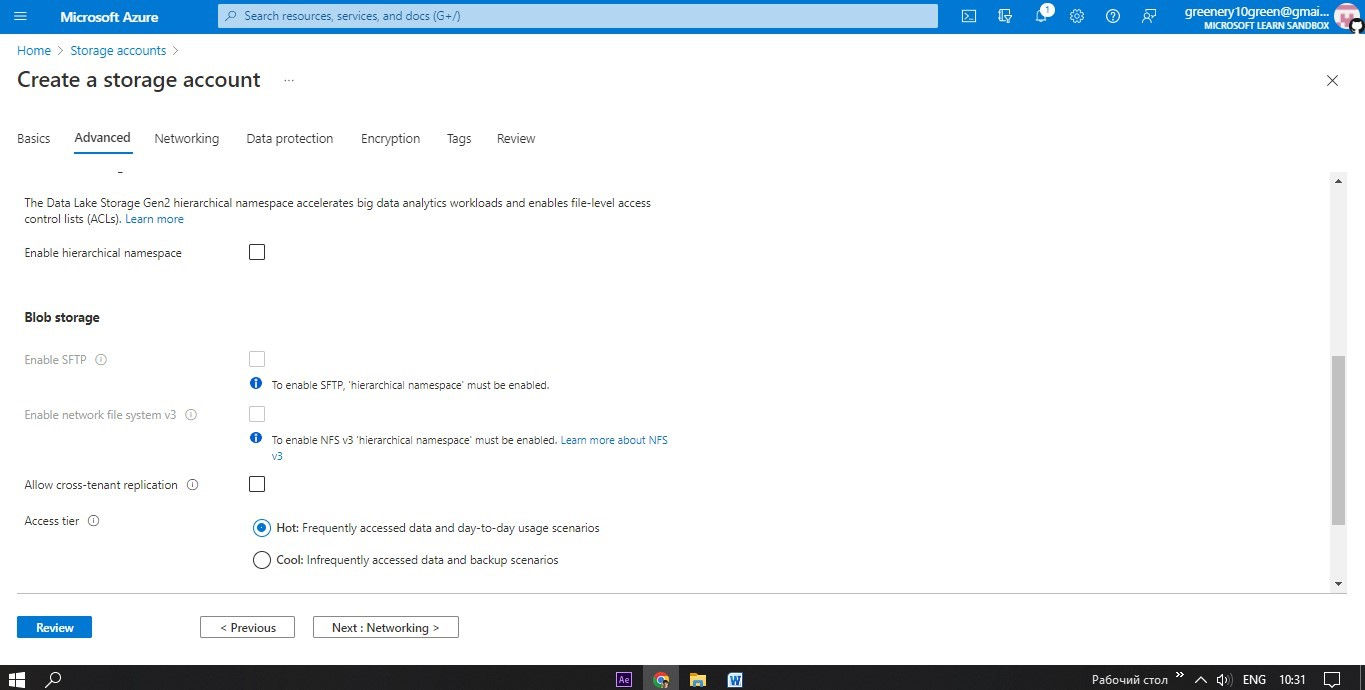 Microsoft Azure
Search resources, services, and docs (G+/)
1
greenery10green@gmai...
MICROSOFT LEARN SANDBOX
Home > Storage accounts >
Create a storage account ...
Basics Advanced Networking Data protection Encryption Tags Review
The Data Lake Storage Gen2 hierarchical namespace accelerates big data analytics workloads and enables file-level access
control lists (ACLs). Learn more
Enable hierarchical namespace
Blob storage
Enable SFTP
To enable SFTP, 'hierarchical namespace' must be enabled.
Enable network file system v3
To enable NFS v3 'hierarchical namespace' must be enabled. Learn more about NFS
v3
Allow cross-tenant replication
Access tier
Hot: Frequently accessed data and day-to-day usage scenarios
Cool: Infrequently accessed data and backup scenarios
Review
< Previous
Next : Networking >
Ae
W
Рабочий стол
ENG
10:31